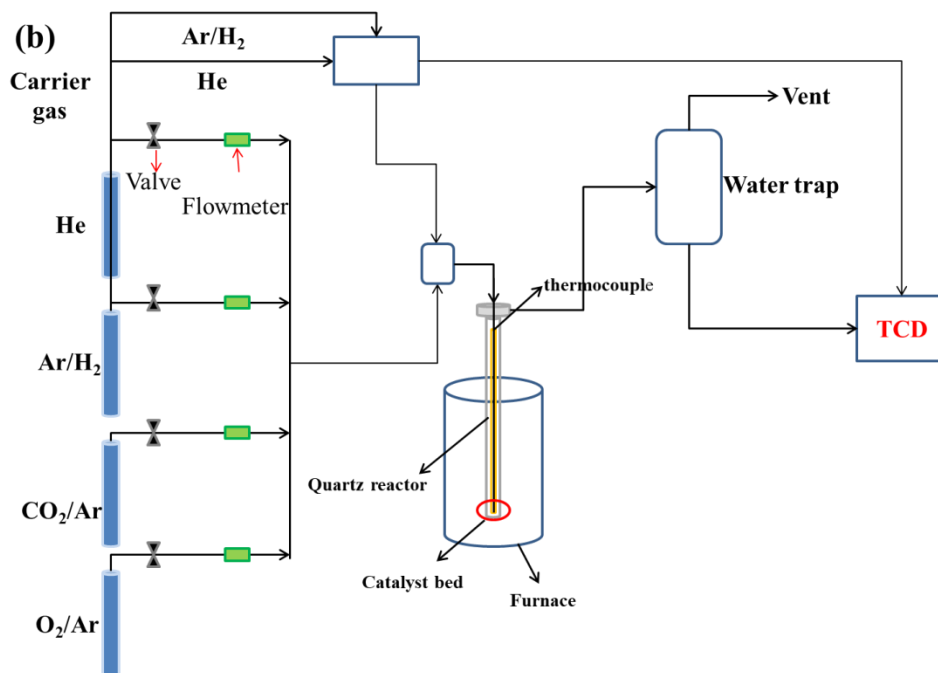 (b)
Ar/H₂
He
Carrier
gas
Valve
Flowmeter
He
Ar/H₂
CO₂/Ar
O₂/Ar
Vent
Water trap
thermocouple
TCD
Quartz reactor
Catalyst bed
Furnace